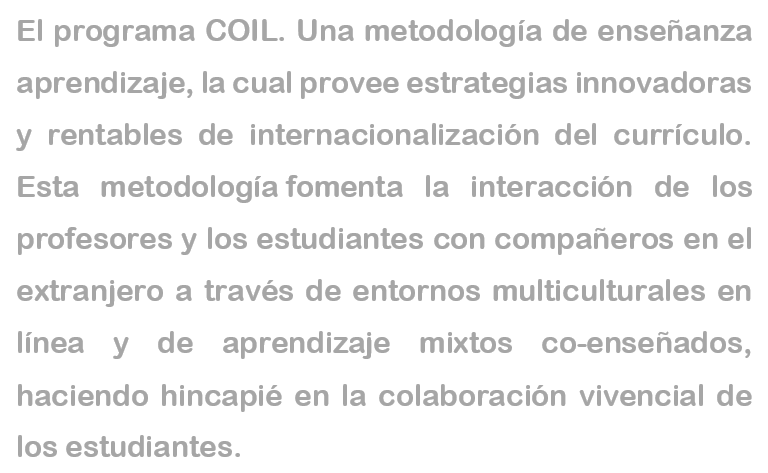 El programa COIL. Una metodología de enseñanza
aprendizaje, la cual provee estrategias innovadoras
y rentables de internacionalización del currículo.
Esta metodología fomenta la interacción de los
profesores y los estudiantes con compañeros en el
extranjero a través de entornos multiculturales en
línea y de aprendizaje mixtos co-enseñados,
haciendo hincapié en la colaboración vivencial de
los estudiantes.